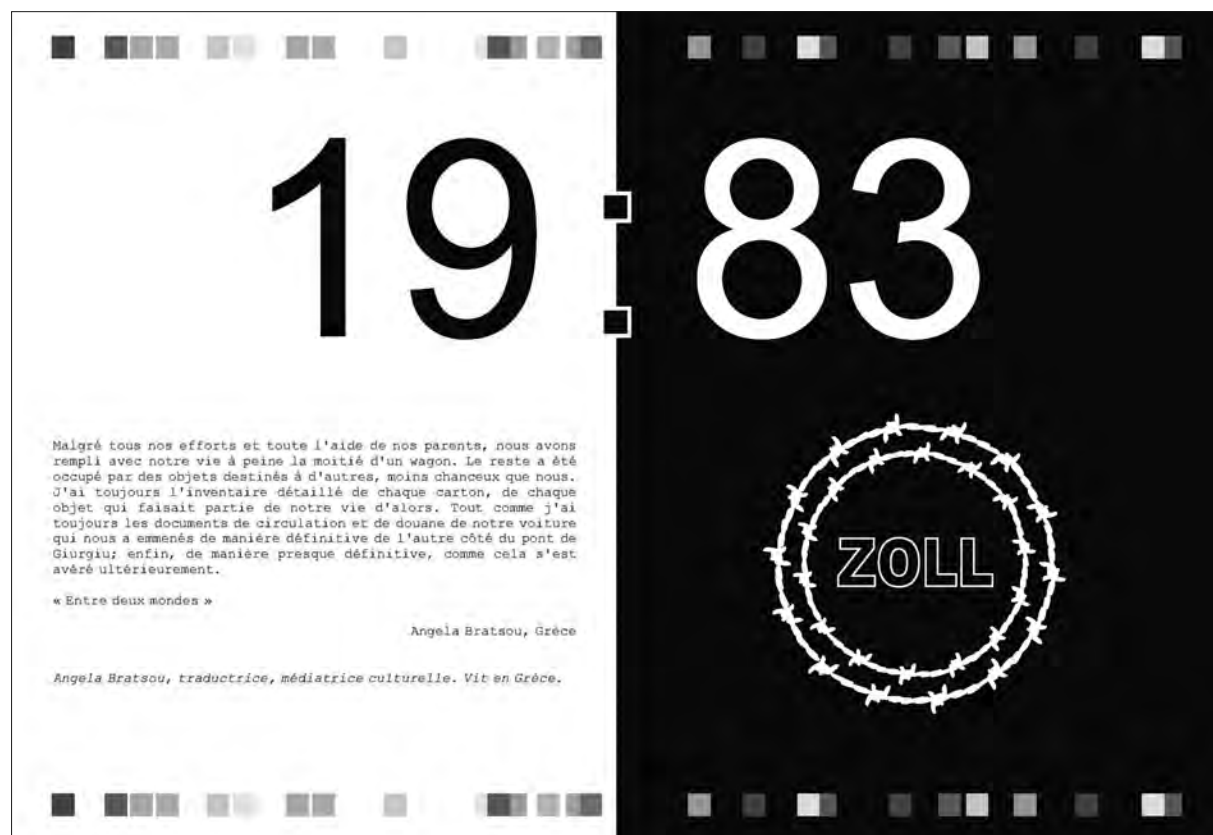 19:83
Malgré tous nos efforts et toute l'aide de nos parents, nous avons
rempli avec notre vie à peine la moitié d'un wagon. Le reste a été
occupé par des objets destinés à d'autres, moins chanceux que nous.
J'ai toujours l'inventaire détaillé de chaque carton, de chaque
objet qui faisait partie de notre vie d'alors. Tout comme j'ai
toujours les documents de circulation et de douane de notre voiture
qui nous a emmenés de manière définitive de l'autre côté du pont de
Giurgiu; enfin, de manière presque définitive, comme cela s'est
avéré ultérieurement.
« Entre deux mondes »
Angela Bratsou, Grèce
Angela Bratsou, traductrice, médiatrice culturelle. Vit en Grèce.
ZOLL